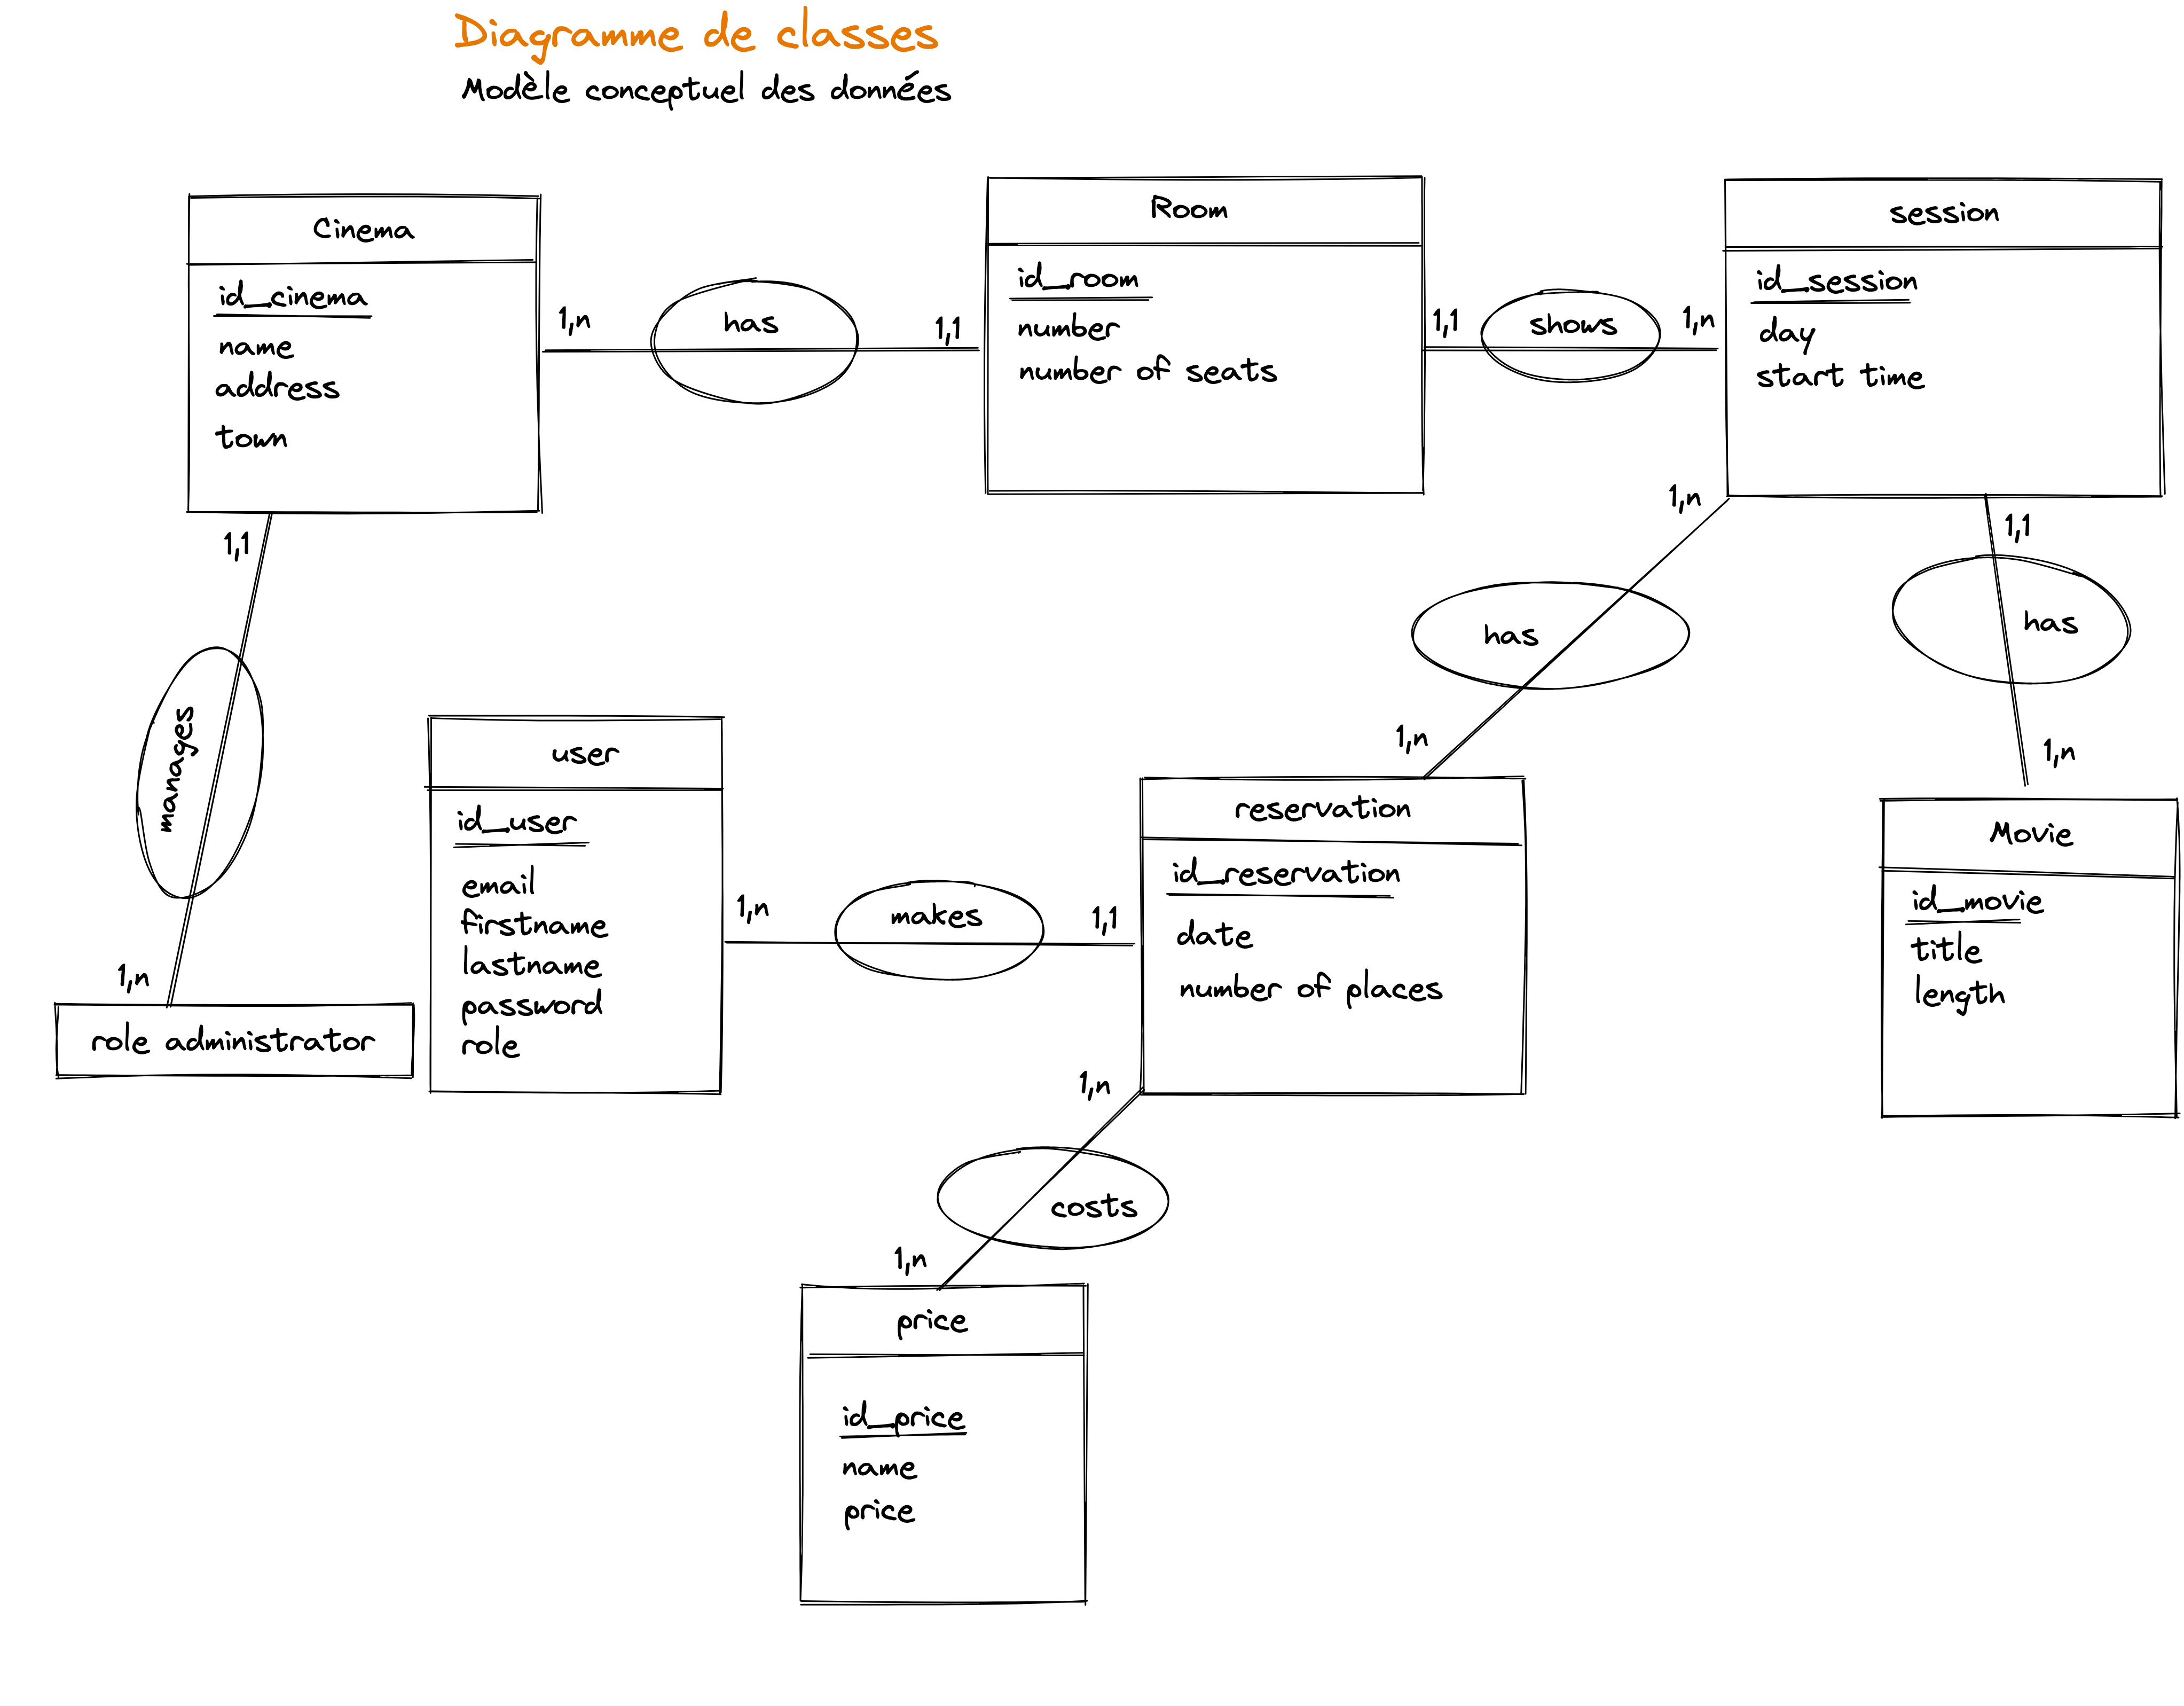 Diagramme de classes
Modèle conceptuel des données
Cinema
id_cinema
name
address
town
1,n
has
1,1
Room
id_room
number
number of seats
1,1
shows
1,n
session
id_session
day
start time
1,1
manages
1,n
role administrator
user
id_user
email
firstname
lastname
password
role
1,n
makes
1,1
1,n
has
1,n
reservation
id_reservation
date
number of places
1,1
has
1,n
Movie
id_movie
title
length
1,n
costs
1,n
price
id_price
name
price